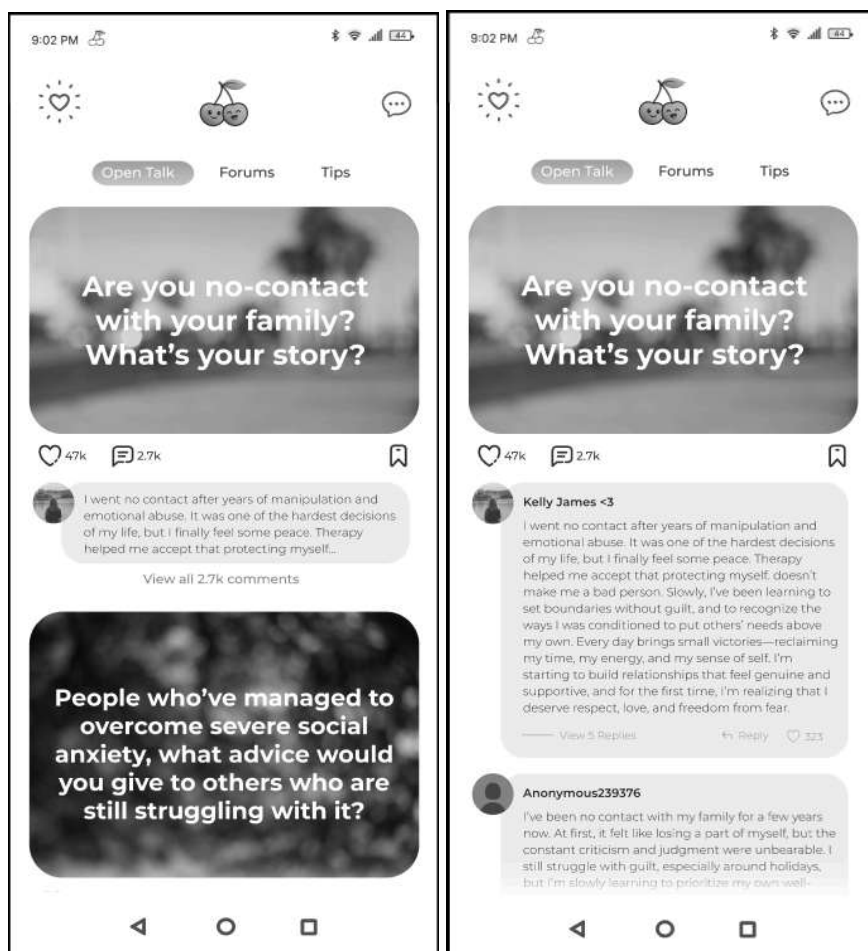 9:02 PM
44
Open Talk Forums Tips
Are you no-contact
with your family?
What's your story?
47k 2.7k
I went no contact after years of manipulation and
emotional abuse. It was one of the hardest decisions
of my life, but I finally feel some peace. Therapy
helped me accept that protecting myself...
View all 2.7k comments
People who've managed to
overcome severe social
anxiety, what advice would
you give to others who are
still struggling with it?
9:02 PM
44
Open Talk Forums Tips
Are you no-contact
with your family?
What's your story?
47k 2.7k
Kelly James <3
I went no contact after years of manipulation and
emotional abuse. It was one of the hardest decisions
of my life, but I finally feel some peace. Therapy
helped me accept that protecting myself. doesn't
make me a bad person. Slowly, I've been learning to
set boundaries without guilt, and to recognize the
ways I was conditioned to put others' needs above
my own. Every day brings small victories—reclaiming
my time, my energy, and my sense of self. I'm
starting to build relationships that feel genuine and
supportive, and for the first time, I'm realizing that I
deserve respect, love, and freedom from fear.
View 5 Replies Reply 323
Anonymous239376
I've been no contact with my family for a few years
now. At first, it felt like losing a part of myself, but the
constant criticism and judgment were unbearable. I
still struggle with guilt, especially around holidays,
but I'm slowly learning to prioritize my own well-